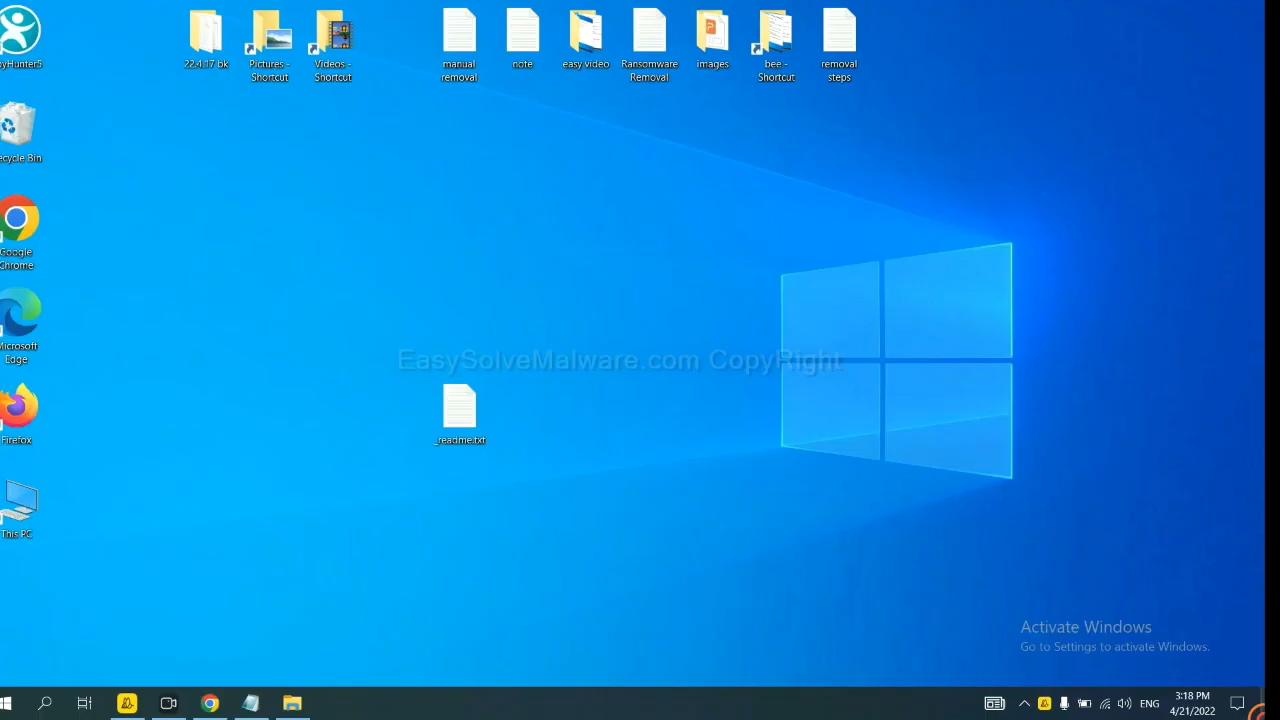 yHunter5
22.4.17 bk
Pictures -
Shortcut
Videos -
Shortcut
manual
removal
note
easy video
Ransomware
Removal
images
bee -
Shortcut
removal
steps
ecycle Bin
Google
Chrome
Microsoft
Edge
EasySolveMalware.com CopyRight
Firefox
_readme.txt
This PC
Activate Windows
Go to Settings to activate Windows.
ENG
3:18 PM
4/21/2022